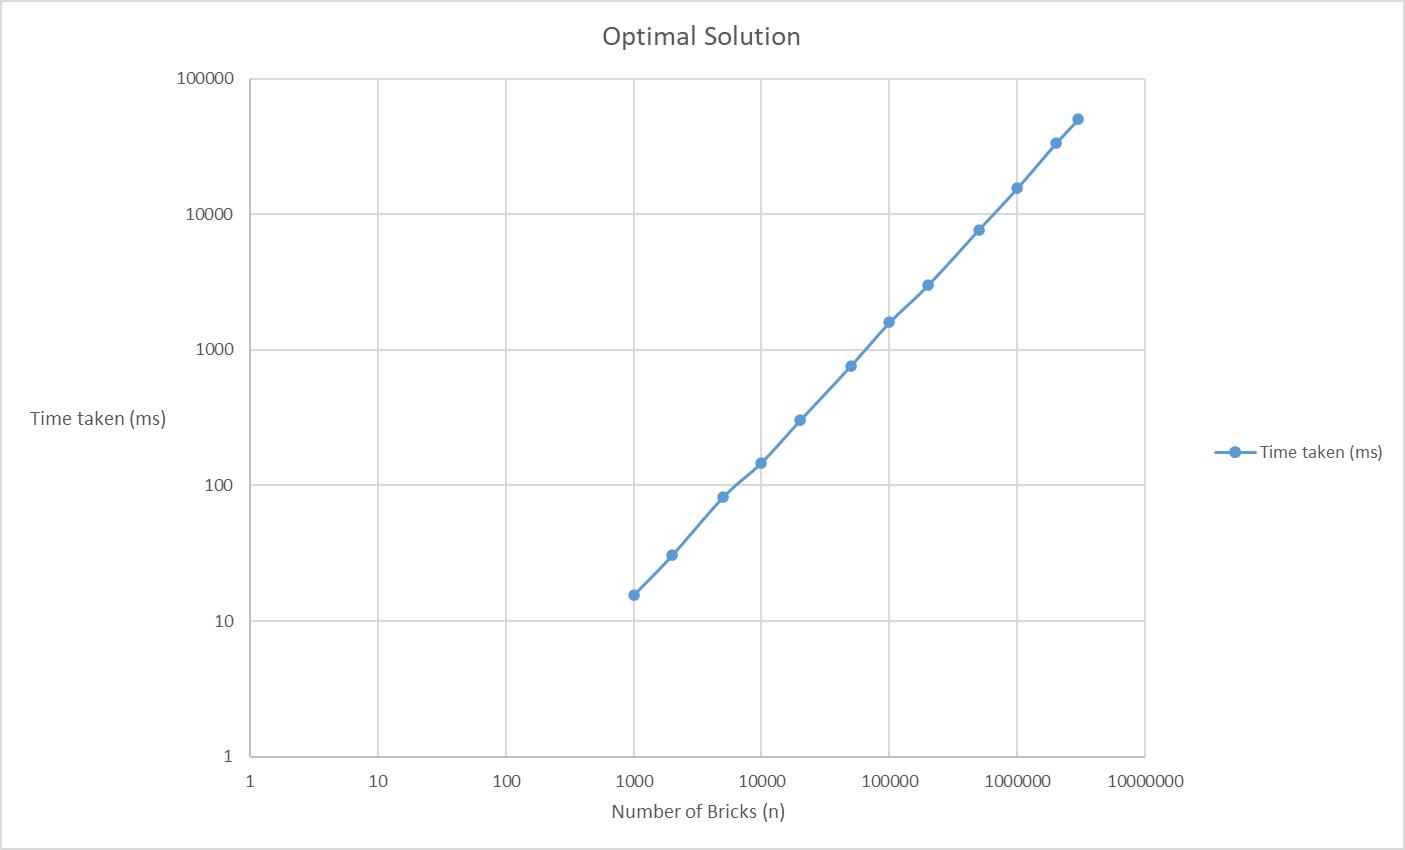 Optimal Solution
100000
10000
1000
100
10
1
Time taken (ms)
1 10 100 1000 10000 100000 1000000 10000000
Number of Bricks (n)
Time taken (ms)